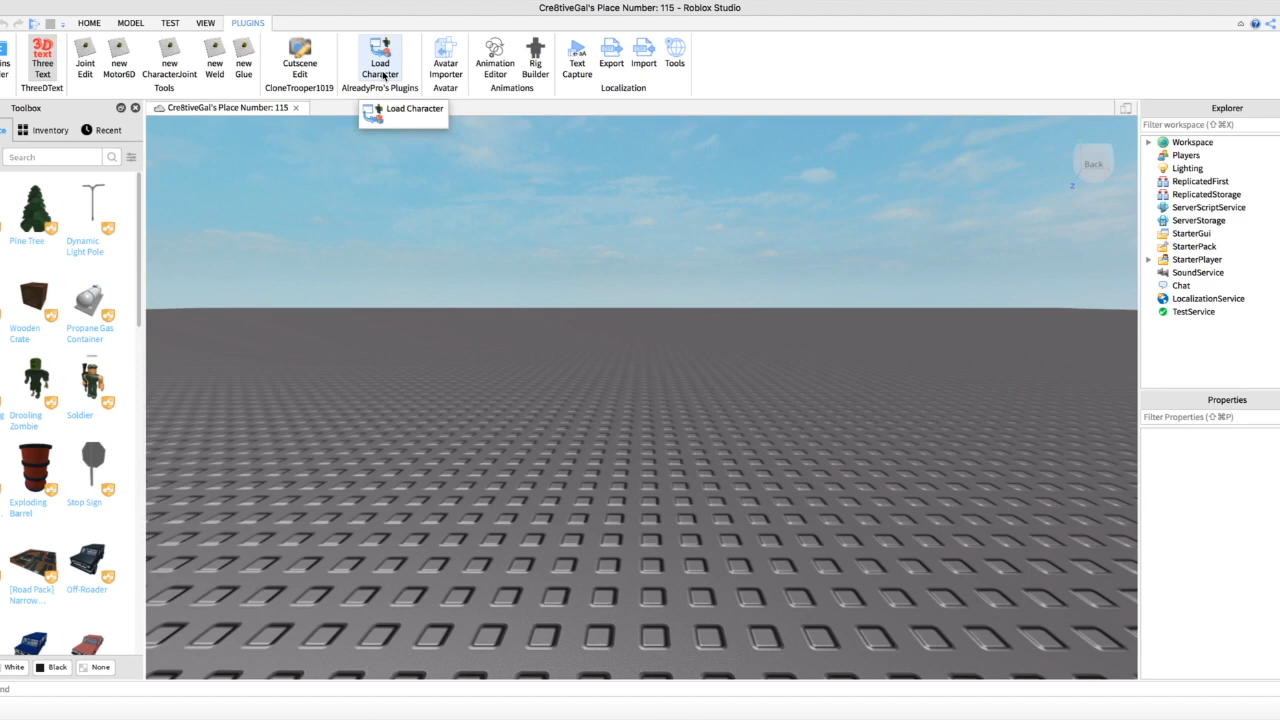 Cre8tiveGal's Place Number: 115 - Roblox Studio
HOME MODEL TEST VIEW PLUGINS
3D text
Three Text
Joint Edit
new Motor6D
new CharacterJoint
new Weld
new Glue
Cutscene Edit
Load Character
Avatar Importer
Animation Editor
Rig Builder
Text Capture
Export
Import
Tools
ThreeDText
Tools
CloneTrooper1019
AlreadyPro's Plugins
Avatar
Animations
Localization
Load Character
Toolbox
Inventory
Recent
Search
Pine Tree
Dynamic
Light Pole
Wooden
Crate
Propane Gas
Container
Drooling
Zombie
Soldier
Exploding
Barrel
Stop Sign
[Road Pack]
Narrow...
Off-Roader
White
Black
None
nd
Cre8tiveGal's Place Number: 115
Back
Z
Explorer
Filter workspace (⇧⌘X)
Workspace
Players
Lighting
ReplicatedFirst
ReplicatedStorage
ServerScriptService
ServerStorage
StarterGui
StarterPack
StarterPlayer
SoundService
Chat
LocalizationService
TestService
Properties
Filter Properties (⇧⌘P)